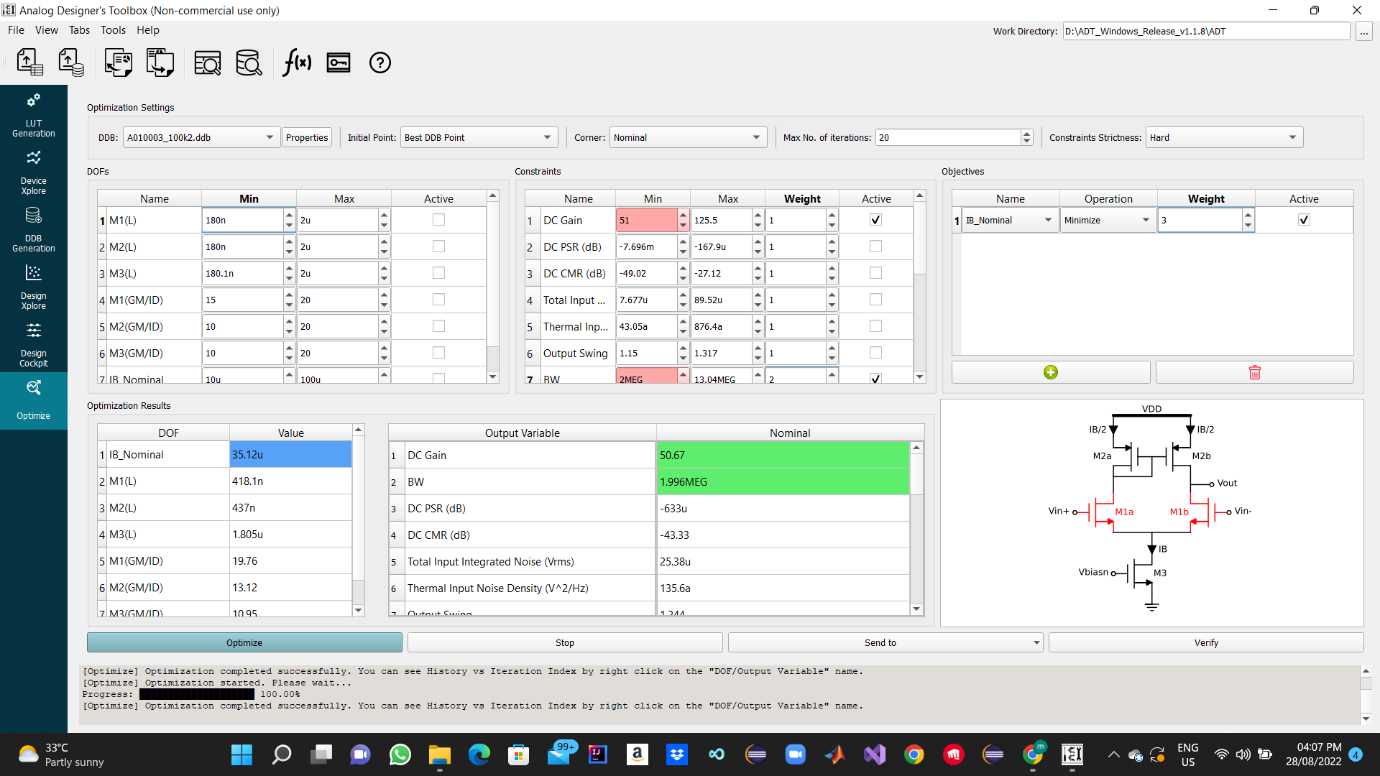 Analog Designer's Toolbox (Non-commercial use only)
File View Tabs Tools Help
Work Directory: D:\ADT_Windows_Release_v1.1.8\ADT ...
f(x)
LUT
Generation
Device
Xplore
DDB
Generation
Design
Xplore
Design
Cockpit
Optimize
Optimization Settings
DDB: A010003_100k2.ddb Properties Initial Point: Best DDB Point Corner: Nominal Max No. of iterations: 20 Constraints Strictness: Hard
DOFs
Name Min Max Active
1 M1(L) 180n 2u
2 M2(L) 180n 2u
3 M3(L) 180.1n 2u
4 M1(GM/ID) 15 20
5 M2(GM/ID) 10 20
6 M3(GM/ID) 10 20
7 IB_Nominal 10u 100u
Constraints
Name Min Max Weight Active
1 DC Gain 51 125.5 1
2 DC PSR (dB) -7.696m -167.9u 1
3 DC CMR (dB) -49.02 -27.12 1
4 Total Input ... 7.677u 89.52u 1
5 Thermal Inp... 43.05a 876.4a 1
6 Output Swing 1.15 1.317 1
7 BW 2MEG 13.04MEG 2
Objectives
Name Operation Weight Active
1 IB_Nominal Minimize 3
Optimization Results
DOF Value
1 IB_Nominal 35.12u
2 M1(L) 418.1n
3 M2(L) 437n
4 M3(L) 1.805u
5 M1(GM/ID) 19.76
6 M2(GM/ID) 13.12
7 M3(GM/ID) 10.95
Output Variable Nominal
1 DC Gain 50.67
2 BW 1.996MEG
3 DC PSR (dB) -633u
4 DC CMR (dB) -43.33
5 Total Input Integrated Noise (Vrms) 25.38u
6 Thermal Input Noise Density (V^2/Hz) 135.6a
7 Output Swing 1.244
VDD
IB/2 IB/2
M2a M2b
Vout
Vin+ M1a M1b Vin-
IB
Vbiasn M3
Optimize Stop Send to Verify
[Optimize] Optimization completed successfully. You can see History vs Iteration Index by right click on the "DOF/Output Variable" name.
[Optimize] Optimization started. Please wait...
Progress: 100.00%
[Optimize] Optimization completed successfully. You can see History vs Iteration Index by right click on the "DOF/Output Variable" name.
33°C
Partly sunny
99+
ENG
US
04:07 PM
28/08/2022
4